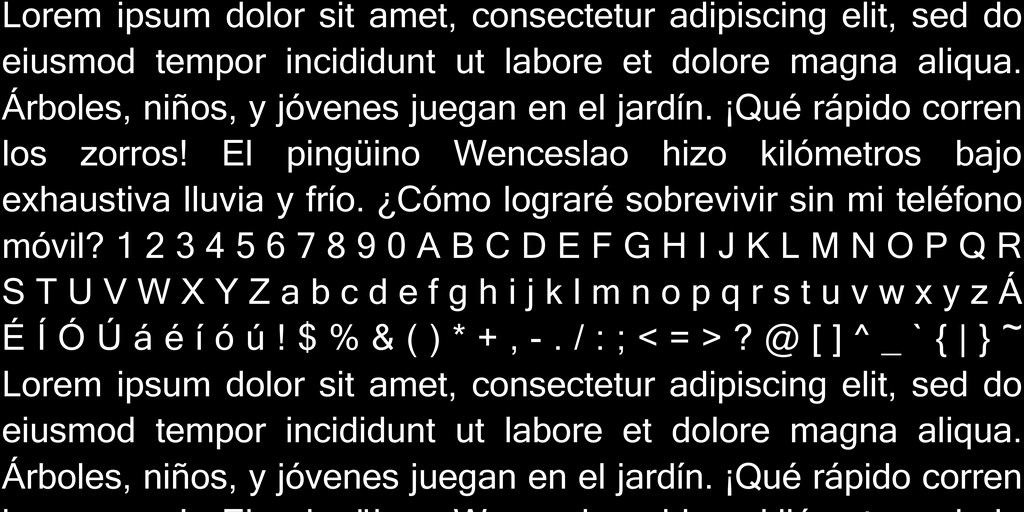 Lorem ipsum dolor sit amet, consectetur adipiscing elit, sed do
eiusmod tempor incididunt ut labore et dolore magna aliqua.
Árboles, niños, y jóvenes juegan en el jardín. ¡Qué rápido corren
los zorros! El pingüino Wenceslao hizo kilómetros bajo
exhaustiva lluvia y frío. ¿Cómo lograré sobrevivir sin mi teléfono
móvil? 1 2 3 4 5 6 7 8 9 0 A B C D E F G H I J K L M N O P Q R
S T U V W X Y Z a b c d e f g h i j k l m n o p q r s t u v w x y z Á
É Í Ó Ú á é í ó ú ! $ % & ( ) * + , - . / : ; < = > ? @ [ ] ^ _ ` { | } ~
Lorem ipsum dolor sit amet, consectetur adipiscing elit, sed do
eiusmod tempor incididunt ut labore et dolore magna aliqua.
Árboles, niños, y jóvenes juegan en el jardín. ¡Qué rápido corren